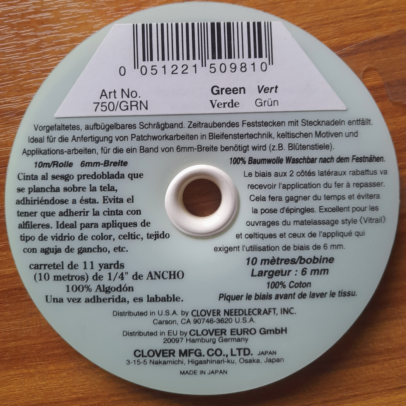 0 051221 509810
Art No. Green Vert
750/GRN Verde Grün
Vorgefaltetes, aufbügelbares Schrägband. Zeitraubendes Feststecken mit Stecknadeln entfällt.
Ideal für die Anfertigung von Patchworkarbeiten in Bleifenstertechnik, keltischen Motiven und
Applikations-arbeiten, für die ein Band von 6mm-Breite benötigt wird (z.B. Blütenstiele).
10m/Rolle 6mm-Breite
100% Baumwolle Waschbar nach dem Festnähen.
Cinta al sesgo predoblada que
se plancha sobre la tela,
adhiriéndose a ésta. Evita el
tener que adherir la cinta con
alfileres. Ideal para apliques de
tipo de vidrio de color, celtic, tejido
con aguja de gancho, etc.
carretel de 11 yards
(10 metros) de 1/4" de ANCHO
100% Algodón
Una vez adherida, es labable.
Le biais aux 2 côtés latéraux rabattus va
recevoir l'application du fer à repasser.
Cela fera gagner du temps et évitera
la pose d'épingles. Excellent pour les
ouvrages du matelassage style (Vitrail)
et celtiques et ceux de l'appliqué qui
exigent l'utilisation de biais de 6 mm.
10 mètres/bobine
Largeur : 6 mm
100% Coton
Piquer le biais avant de laver le tissu.
Distributed in U.S.A. by CLOVER NEEDLECRAFT, INC.
Carson, CA 90746-3620 U.S.A.
Distributed in EU by CLOVER EURO GmbH
20097 Hamburg Germany
CLOVER MFG. CO., LTD. JAPAN
3-15-5 Nakamichi, Higashinari-ku, Osaka, Japan
MADE IN JAPAN